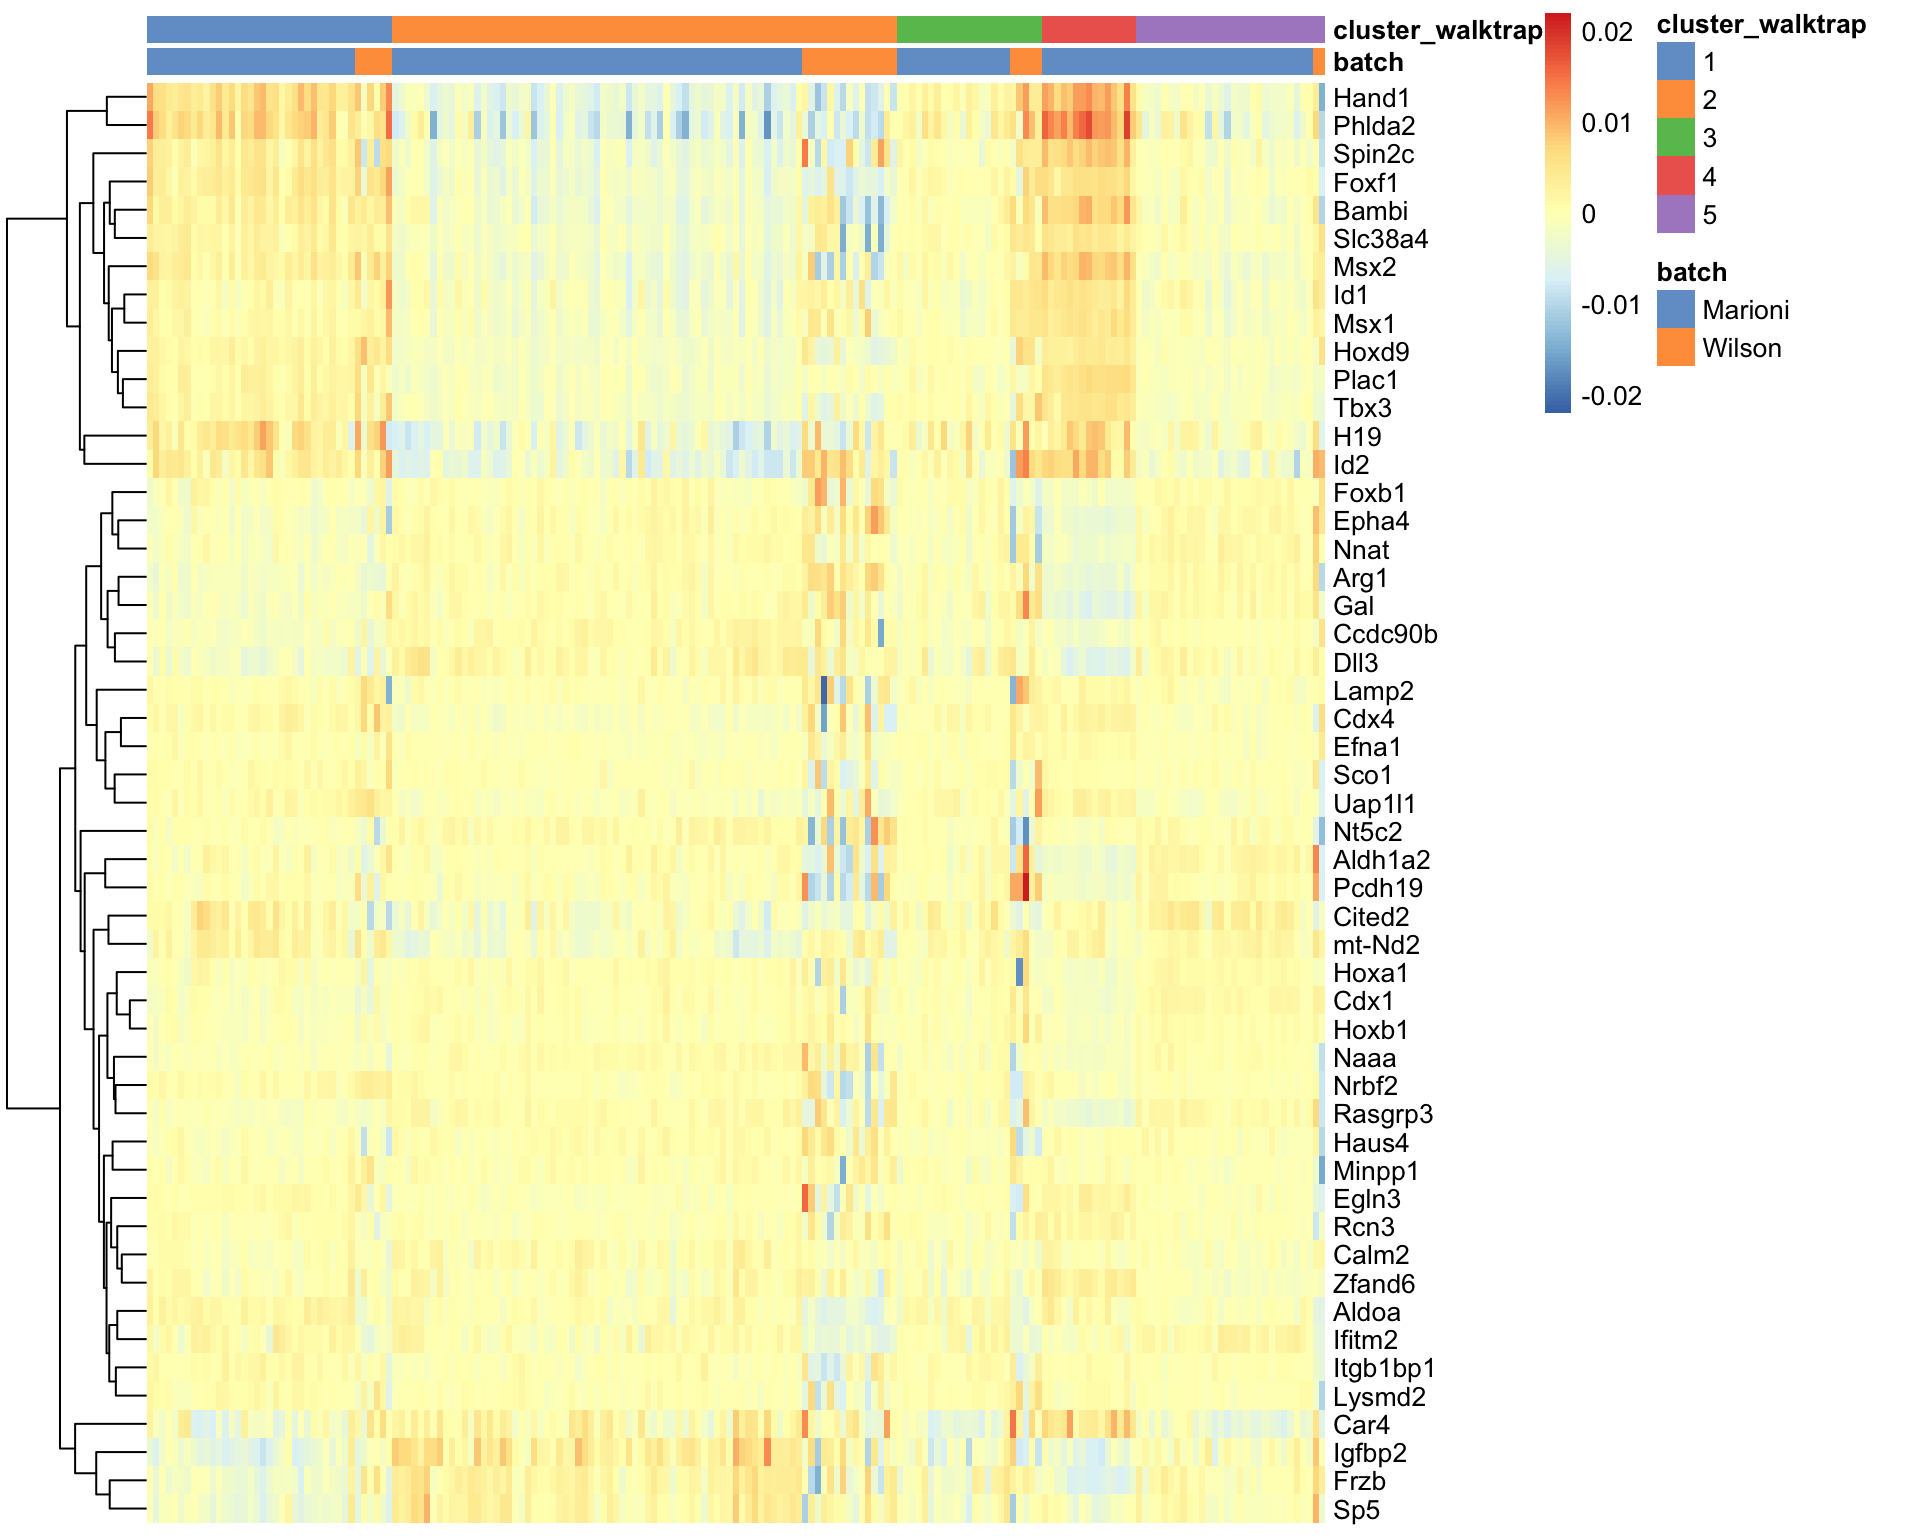 cluster_walktrap
batch
Hand1
Phlda2
Spin2c
Foxf1
Bambi
Slc38a4
Msx2
Id1
Msx1
Hoxd9
Plac1
Tbx3
H19
Id2
Foxb1
Epha4
Nnat
Arg1
Gal
Ccdc90b
Dll3
Lamp2
Cdx4
Efna1
Sco1
Uap1l1
Nt5c2
Aldh1a2
Pcdh19
Cited2
mt-Nd2
Hoxa1
Cdx1
Hoxb1
Naaa
Nrbf2
Rasgrp3
Haus4
Minpp1
Egln3
Rcn3
Calm2
Zfand6
Aldoa
Ifitm2
Itgb1bp1
Lysmd2
Car4
Igfbp2
Frzb
Sp5
0.02
0.01
0
-0.01
-0.02
cluster_walktrap
1
2
3
4
5
batch
Marioni
Wilson